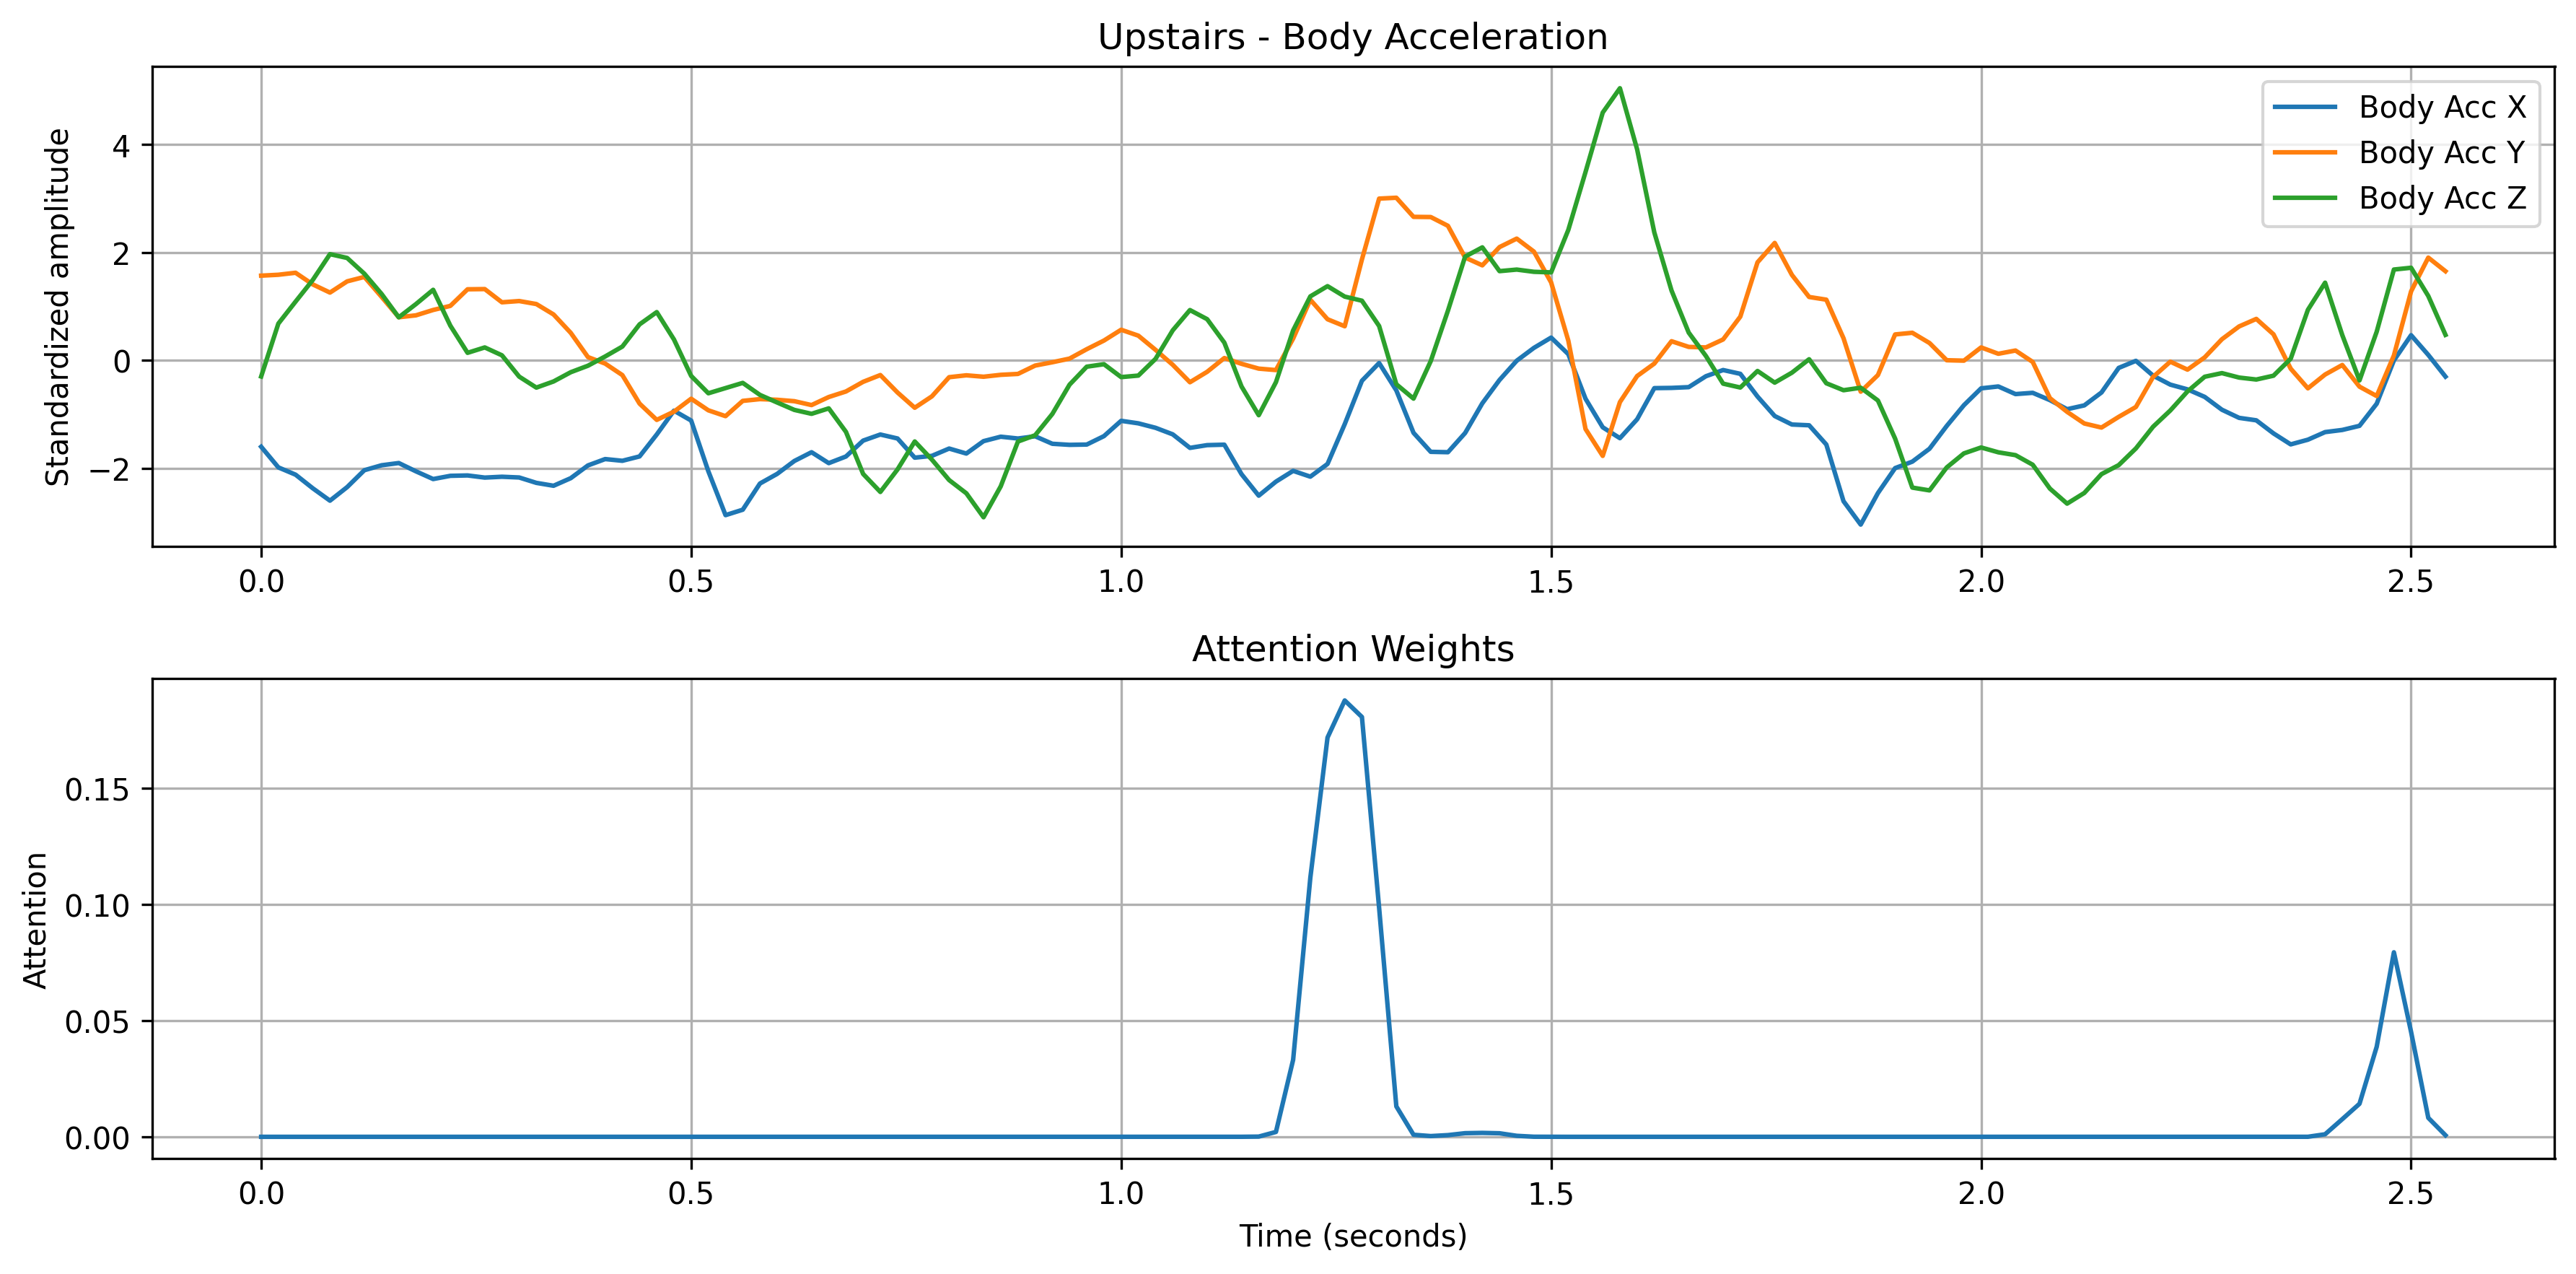 Upstairs - Body Acceleration
Standardized amplitude
4
2
0
−2
Body Acc X
Body Acc Y
Body Acc Z
0.0 0.5 1.0 1.5 2.0 2.5
Attention Weights
Attention
0.15
0.10
0.05
0.00
0.0 0.5 1.0 1.5 2.0 2.5
Time (seconds)